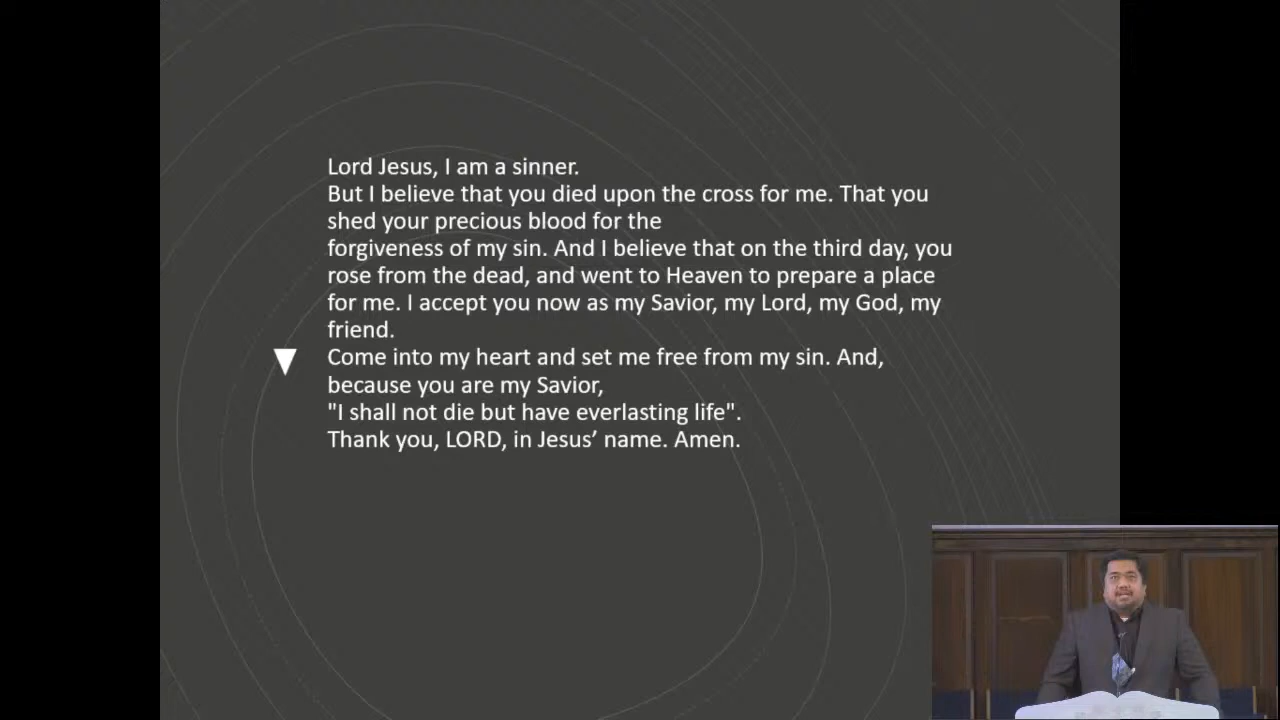 Lord Jesus, I am a sinner.
But I believe that you died upon the cross for me. That you
shed your precious blood for the
forgiveness of my sin. And I believe that on the third day, you
rose from the dead, and went to Heaven to prepare a place
for me. I accept you now as my Savior, my Lord, my God, my
friend.
Come into my heart and set me free from my sin. And,
because you are my Savior,
"I shall not die but have everlasting life".
Thank you, LORD, in Jesus’ name. Amen.